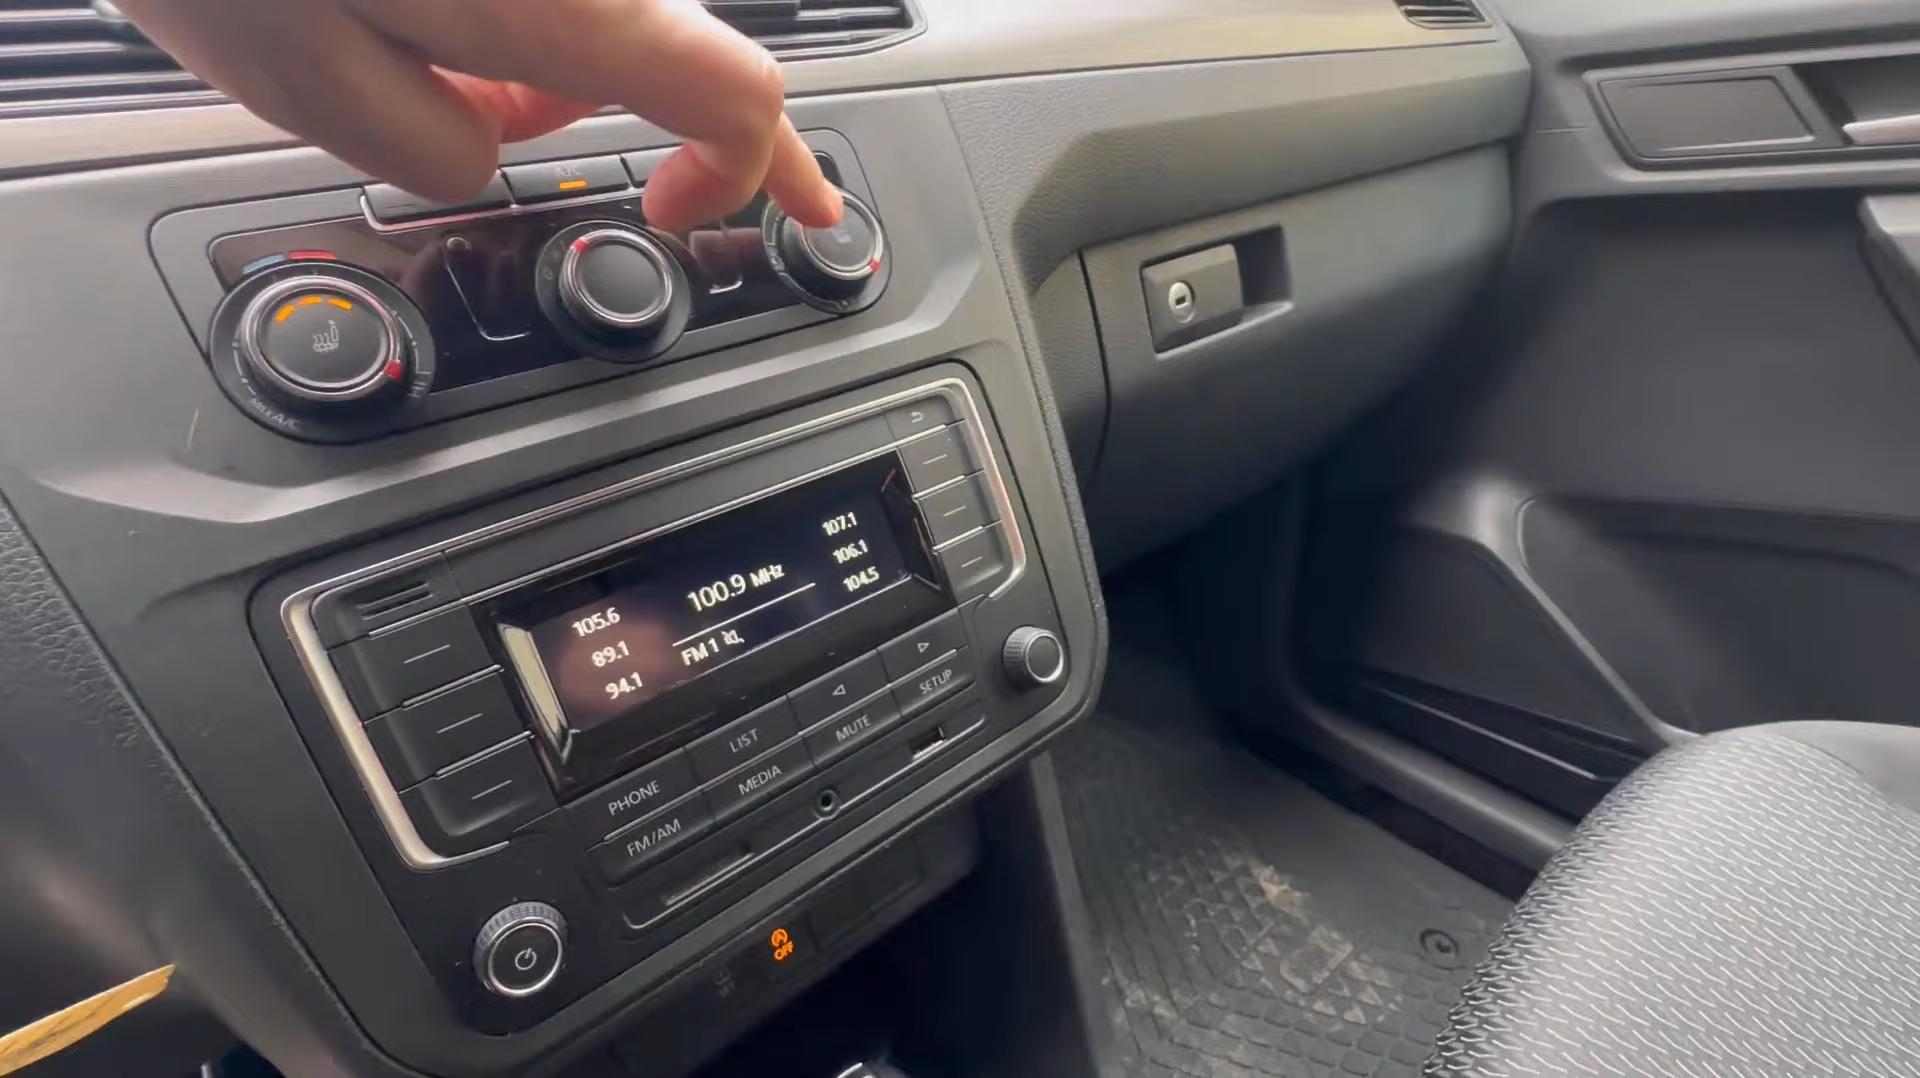 A/C
MAX A/C
107.1
106.1
104.5
100.9 MHz
105.6
89.1
94.1
FM 1
LIST
SETUP
MUTE
PHONE
MEDIA
FM/AM
A
OFF